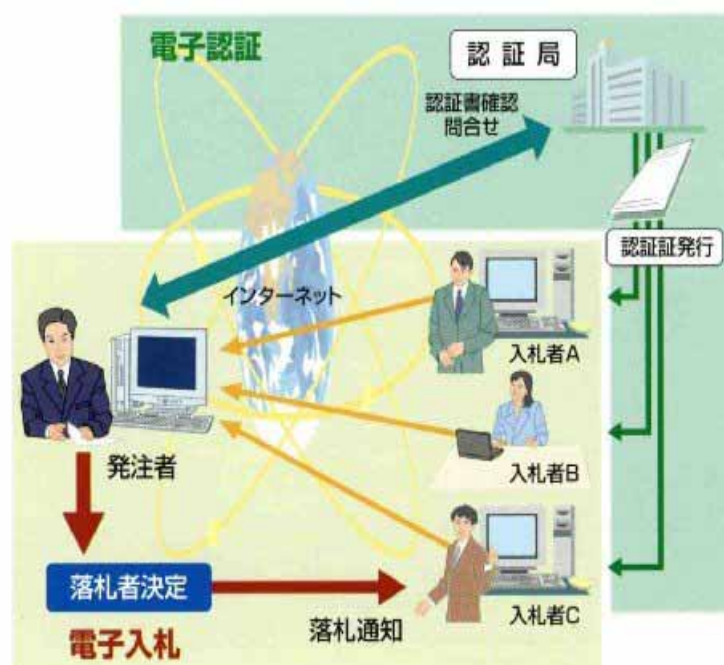 電子認証
認証局
認証書確認
問合せ
認証証発行
インターネット
入札者A
発注者
入札者B
落札者決定
入札者C
落札通知
電子入札